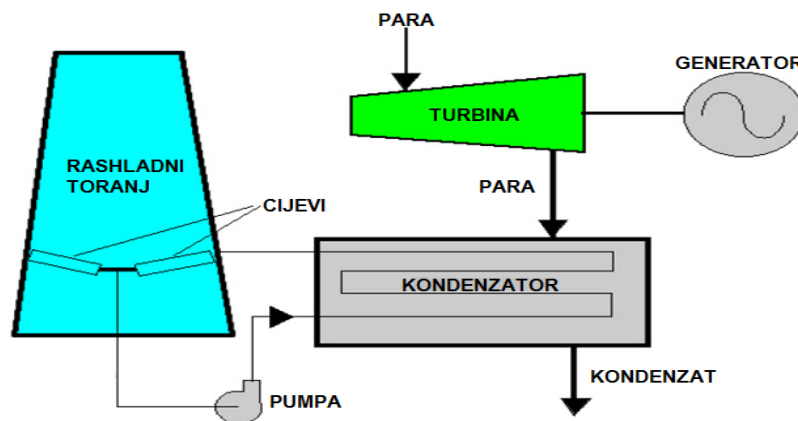 PARA
GENERATOR
TURBINA
RASHLADNI
TORANJ
PARA
CIJEVI
KONDENZATOR
KONDENZAT
PUMPA